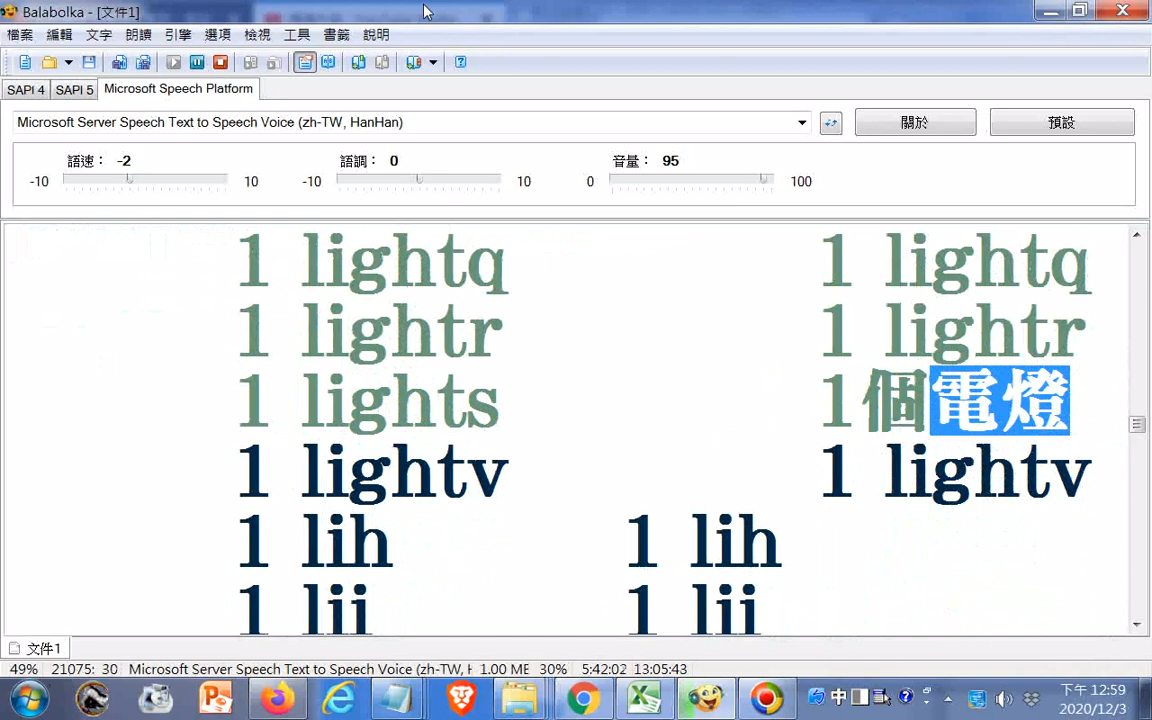 Balabolka - [文件1]
檔案 編輯 文字 朗讀 引擎 選項 檢視 工具 書籤 說明
SAPI 4 SAPI 5 Microsoft Speech Platform
Microsoft Server Speech Text to Speech Voice (zh-TW, HanHan) 關於 預設
語速： -2 語調： 0 音量： 95
-10 10 -10 10 0 100
1 lightq 1 lightq
1 lightr 1 lightr
1 lights 1個電燈
1 lightv 1 lightv
1 lih 1 lih
1 lii 1 lii
文件1
49% 21075: 30 Microsoft Server Speech Text to Speech Voice (zh-TW, H 1.00 ME 30% 5:42:02 13:05:43
中 下午 12:59
2020/12/3